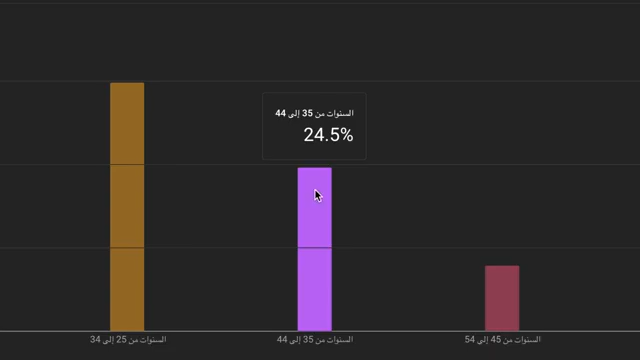 السنوات من 35 إلى 44
24.5%
السنوات من 25 إلى 34
السنوات من 35 إلى 44
السنوات من 45 إلى 54